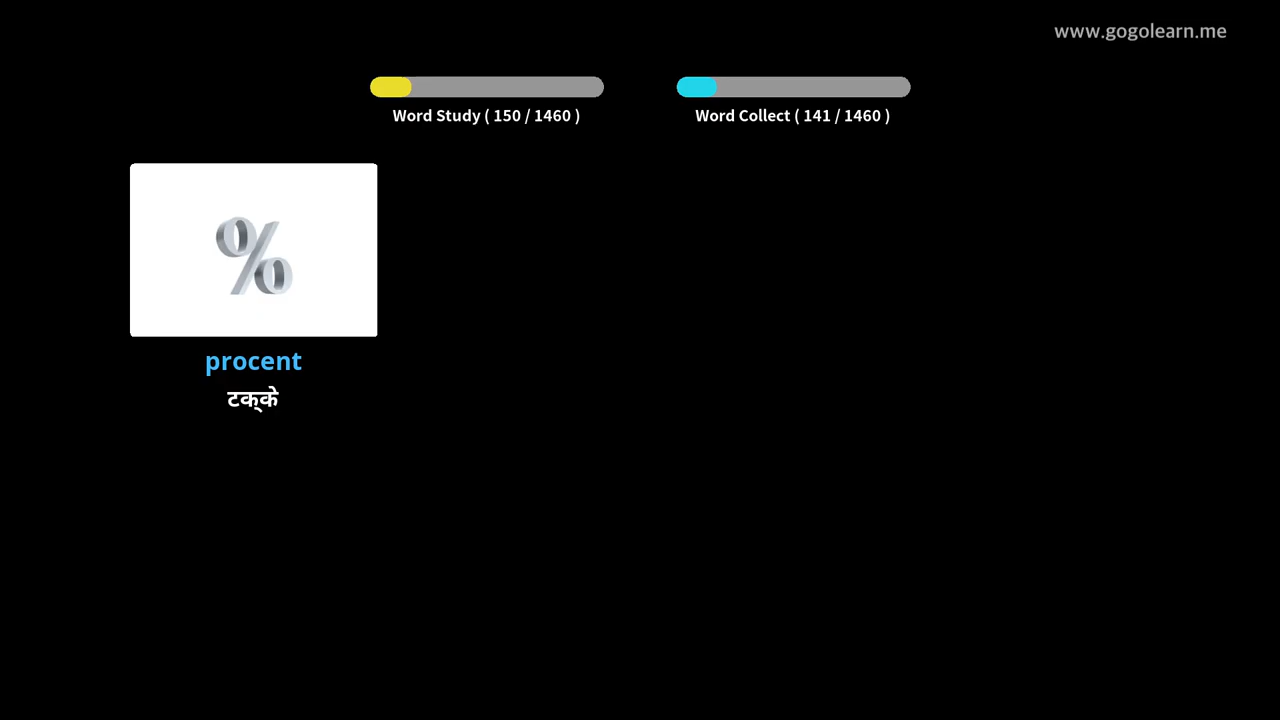 www.gogolearn.me
Word Study ( 150 / 1460 )
Word Collect ( 141 / 1460 )
%
procent
टक्के